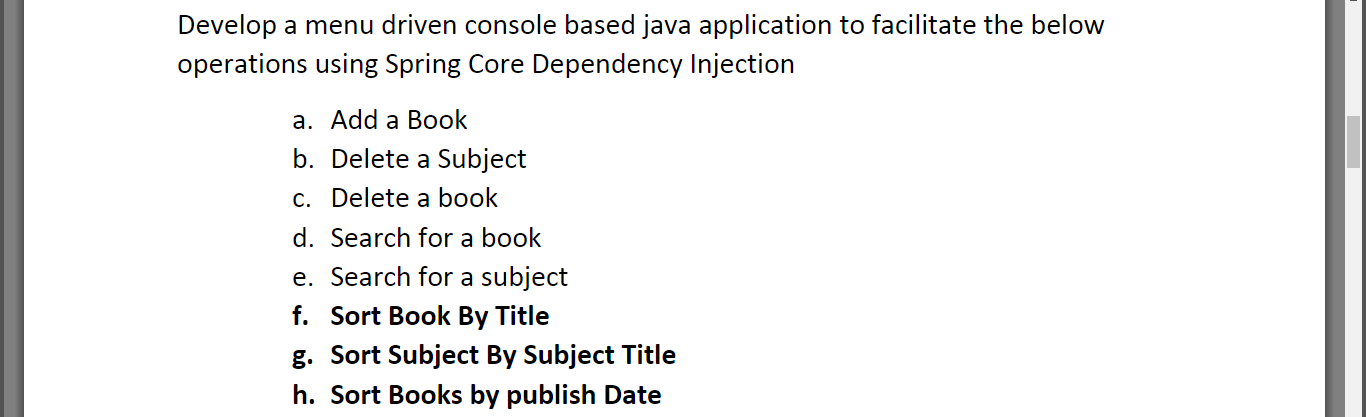 Develop a menu driven console based java application to facilitate the below
operations using Spring Core Dependency Injection
a. Add a Book
b. Delete a Subject
c. Delete a book
d. Search for a book
e. Search for a subject
f. Sort Book By Title
g. Sort Subject By Subject Title
h. Sort Books by publish Date